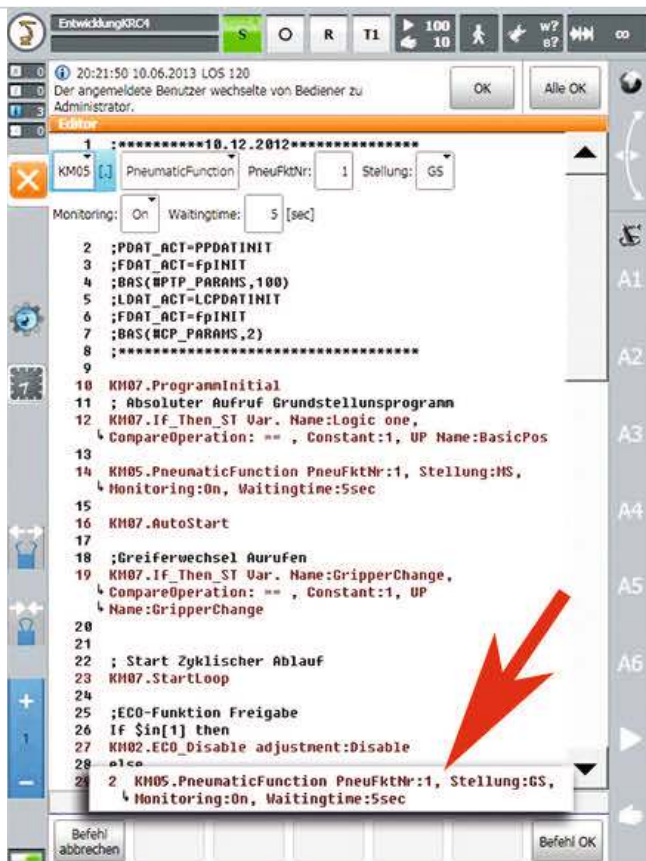 EntwicklungKRC4
S O R T1 100 10 W? B? ∞
0
0
3
0
20:21:50 10.06.2013 LOS 120
Der angemeldete Benutzer wechselte von Bediener zu
Administrator.
OK Alle OK
Editor
1 ;**********10.12.2012***************
KM05 [.] PneumaticFunction PneuFktNr: 1 Stellung: GS
Monitoring: On Waitingtime: 5 [sec]
2 ;PDAT_ACT=PPDATINIT
3 ;FDAT_ACT=fpINIT
4 ;BAS(#PTP_PARAMS,100)
5 ;LDAT_ACT=LCPDATINIT
6 ;FDAT_ACT=fpINIT
7 ;BAS(#CP_PARAMS,2)
8 ;***********************************
9
10 KM07.ProgrammInitial
11 ; Absoluter Aufruf Grundstellunsprogramm
12 KM07.If_Then_ST Var. Name:Logic one,
CompareOperation: == , Constant:1, UP Name:BasicPos
13
14 KM05.PneumaticFunction PneuFktNr:1, Stellung:MS,
Monitoring:On, Waitingtime:5sec
15
16 KM07.AutoStart
17
18 ;Greiferwechsel Aurufen
19 KM07.If_Then_ST Var. Name:GripperChange,
CompareOperation: == , Constant:1, UP
Name:GripperChange
20
21
22 ; Start Zyklischer Ablauf
23 KM07.StartLoop
24
25 ;ECO-Funktion Freigabe
26 If $in[1] then
27 KM02.ECO_Disable adjustment:Disable
28 else
2 KM05.PneumaticFunction PneuFktNr:1, Stellung:GS,
Monitoring:On, Waitingtime:5sec
Befehl
abbrechen
Befehl OK
A1
A2
A3
A4
A5
A6
+
1
−